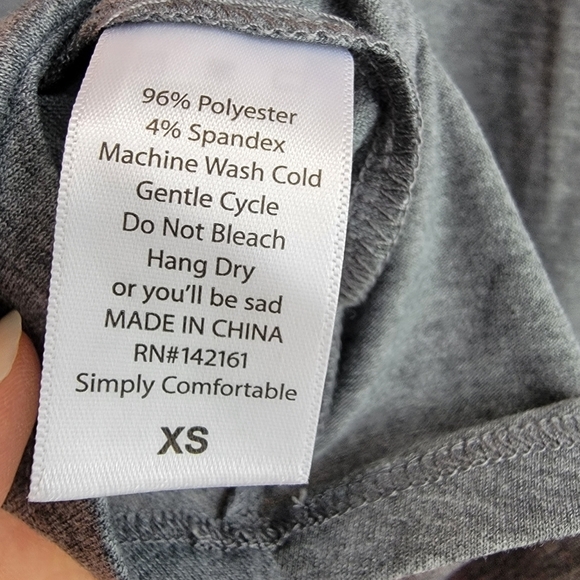 96% Polyester
4% Spandex
Machine Wash Cold
Gentle Cycle
Do Not Bleach
Hang Dry
or you'll be sad
MADE IN CHINA
RN#142161
Simply Comfortable
XS